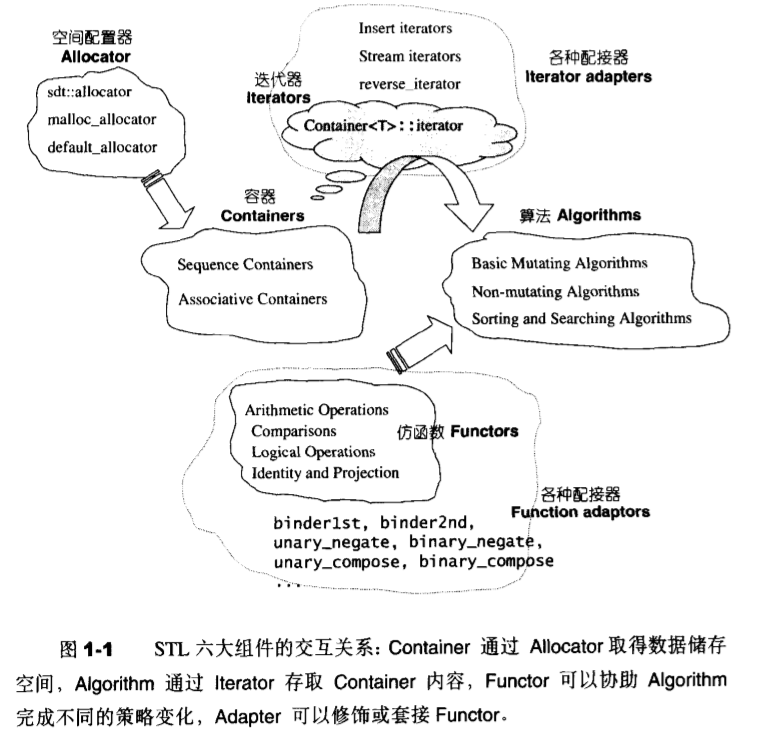 空间配置器
Allocator
sdt::allocator
malloc_allocator
default_allocator
迭代器
Iterators
Insert iterators
Stream iterators
reverse_iterator
Container<T>::iterator
各种配接器
Iterator adapters
容器
Containers
Sequence Containers
Associative Containers
算法 Algorithms
Basic Mutating Algorithms
Non-mutating Algorithms
Sorting and Searching Algorithms
Arithmetic Operations
Comparisons
Logical Operations
Identity and Projection
仿函数 Functors
各种配接器
Function adaptors
binder1st, binder2nd,
unary_negate, binary_negate,
unary_compose, binary_compose
...
图 1-1 STL 六大组件的交互关系：Container 通过 Allocator 取得数据储存
空间，Algorithm 通过 Iterator 存取 Container 内容，Functor 可以协助 Algorithm
完成不同的策略变化，Adapter 可以修饰或套接 Functor。